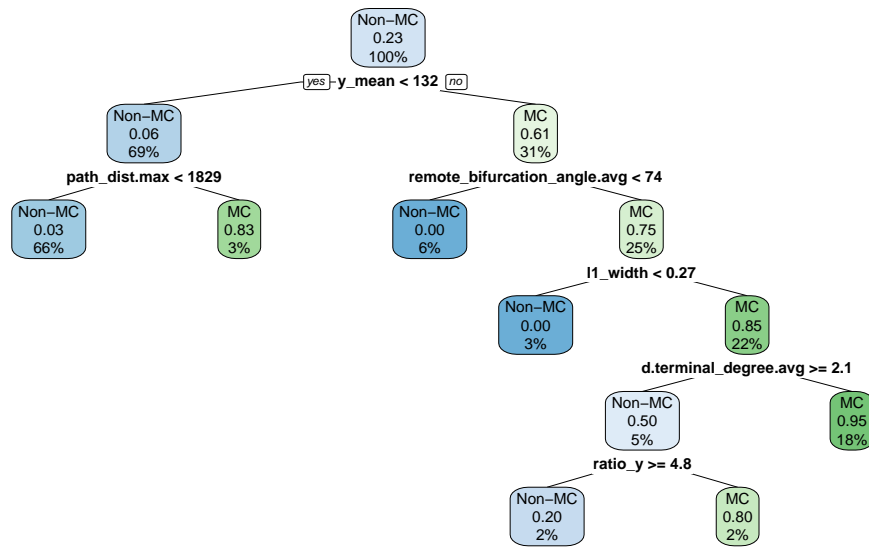 Non−MC
0.23
100%
yes y_mean < 132 no
Non−MC
0.06
69%
MC
0.61
31%
path_dist.max < 1829
remote_bifurcation_angle.avg < 74
Non−MC
0.03
66%
MC
0.83
3%
Non−MC
0.00
6%
MC
0.75
25%
l1_width < 0.27
Non−MC
0.00
3%
MC
0.85
22%
d.terminal_degree.avg >= 2.1
Non−MC
0.50
5%
MC
0.95
18%
ratio_y >= 4.8
Non−MC
0.20
2%
MC
0.80
2%